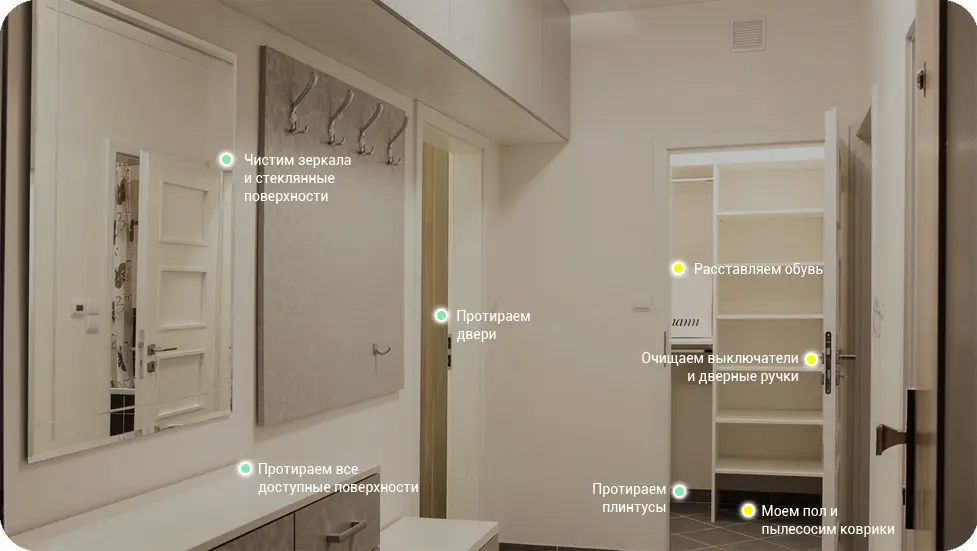 Чистим зеркала
и стеклянные
поверхности
Расставляем обувь
Протираем
двери
mann
Очищаем выключатели
и дверные ручки
Протираем все
доступные поверхности
Протираем
плинтусы
Моем пол и
пылесосим коврики